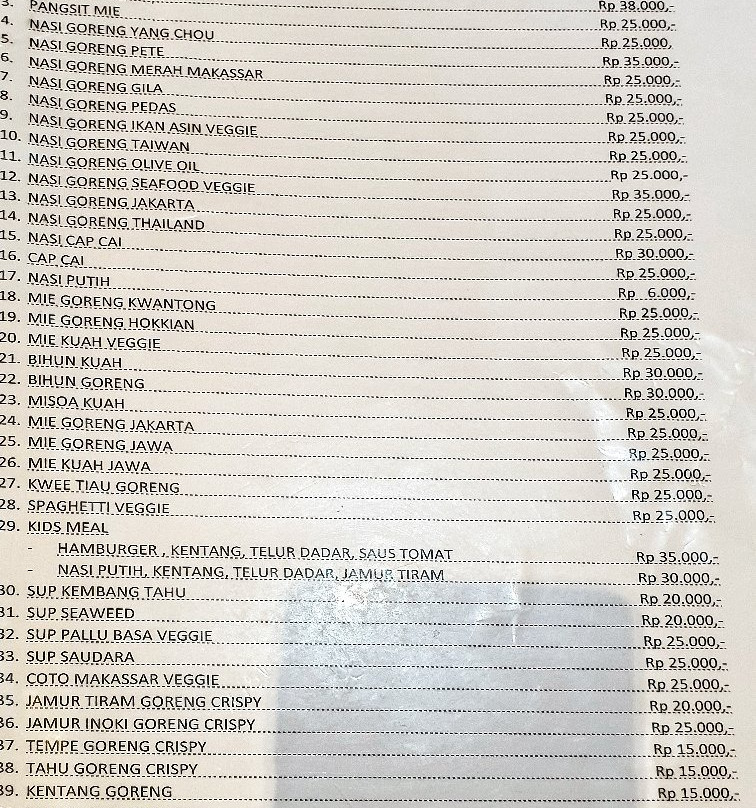 Rp 38.000,-
3. PANGSIT MIE Rp 25.000,-
4. NASI GORENG YANG CHOU Rp 25.000,
5. NASI GORENG PETE Rp 35.000,-
6. NASI GORENG MERAH MAKASSAR Rp 25.000,-
7. NASI GORENG GILA Rp 25.000,-
8. NASI GORENG PEDAS Rp 25.000,-
9. NASI GORENG IKAN ASIN VEGGIE Rp 25.000,-
10. NASI GORENG TAIWAN Rp 25.000,-
11. NASI GORENG OLIVE OIL Rp 25.000,-
12. NASI GORENG SEAFOOD VEGGIE Rp 35.000,-
13. NASI GORENG JAKARTA Rp 25.000,-
14. NASI GORENG THAILAND Rp 25.000,-
15. NASI CAP CAI Rp 30.000,-
16. CAP CAI Rp 25.000,-
17. NASI PUTIH Rp 6.000,-
18. MIE GORENG KWANTONG Rp 25.000,-
19. MIE GORENG HOKKIAN Rp 25.000,-
20. MIE KUAH VEGGIE Rp 25.000,-
21. BIHUN KUAH Rp 30.000,-
22. BIHUN GORENG Rp 30.000,-
23. MISOA KUAH Rp 25.000,-
24. MIE GORENG JAKARTA Rp 25.000,-
25. MIE GORENG JAWA Rp 25.000,-
26. MIE KUAH JAWA Rp 25.000,-
27. KWEE TIAU GORENG Rp 25.000,-
28. SPAGHETTI VEGGIE Rp 25.000,-
29. KIDS MEAL
- HAMBURGER , KENTANG, TELUR DADAR, SAUS TOMAT Rp 35.000,-
- NASI PUTIH, KENTANG, TELUR DADAR, JAMUR TIRAM Rp 30.000,-
30. SUP KEMBANG TAHU Rp 20.000,-
31. SUP SEAWEED Rp 20.000,-
32. SUP PALLU BASA VEGGIE Rp 25.000,-
33. SUP SAUDARA Rp 25.000,-
34. COTO MAKASSAR VEGGIE Rp 25.000,-
35. JAMUR TIRAM GORENG CRISPY Rp 20.000,-
36. JAMUR INOKI GORENG CRISPY Rp 25.000,-
37. TEMPE GORENG CRISPY Rp 15.000,-
38. TAHU GORENG CRISPY Rp 15.000,-
39. KENTANG GORENG Rp 15.000,-